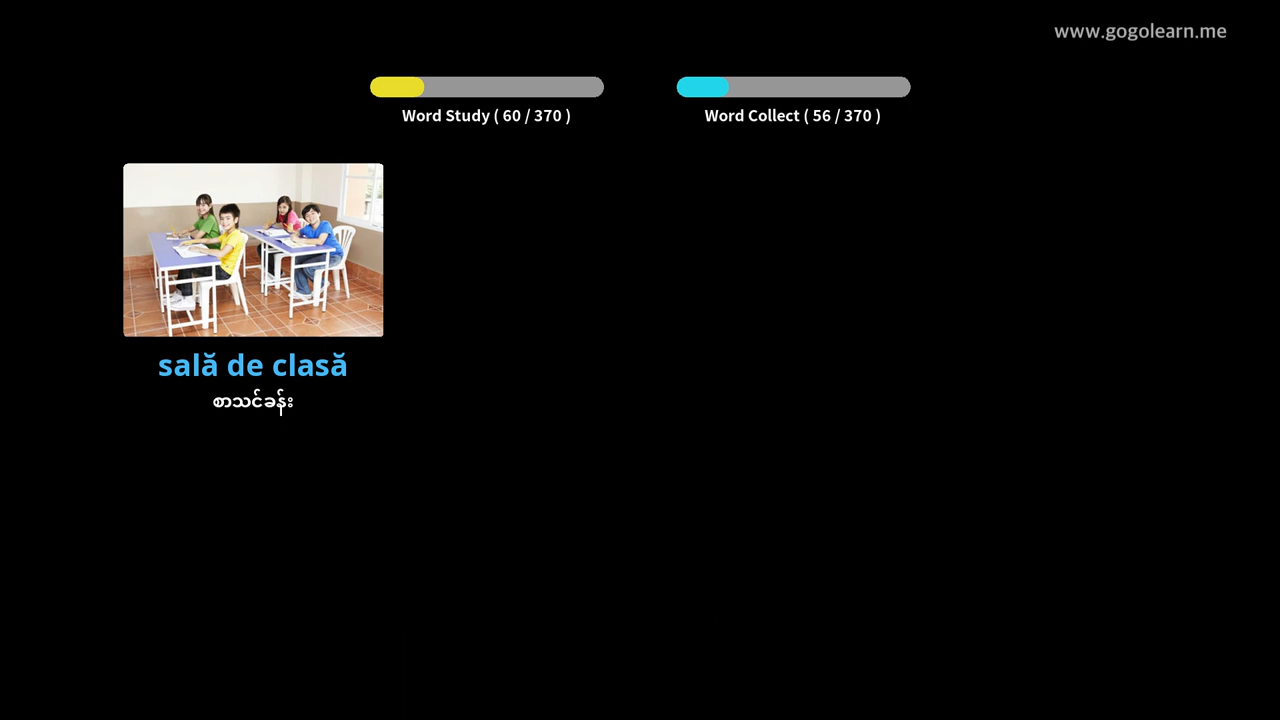 www.gogolearn.me
Word Study ( 60 / 370 )
Word Collect ( 56 / 370 )
sală de clasă
စာသင်ခန်း